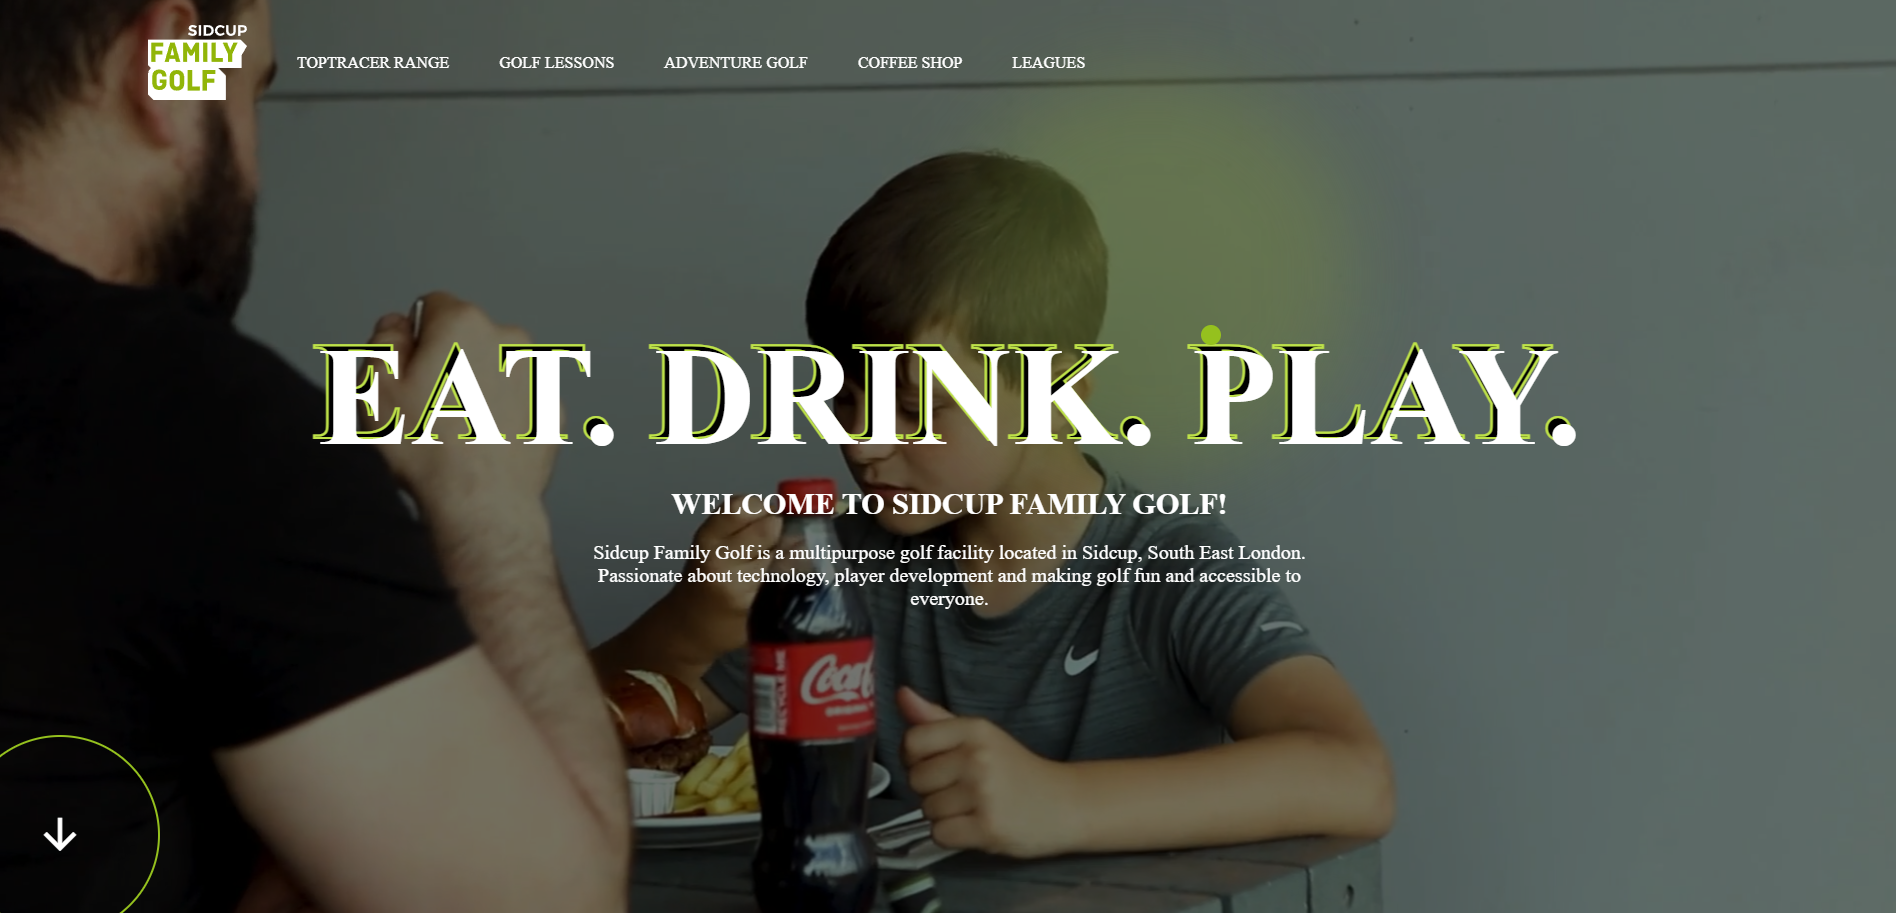 SIDCUP
FAMILY
GOLF
TOPTRACER RANGE GOLF LESSONS ADVENTURE GOLF COFFEE SHOP LEAGUES
EAT. DRINK. PLAY.
WELCOME TO SIDCUP FAMILY GOLF!
Sidcup Family Golf is a multipurpose golf facility located in Sidcup, South East London.
Passionate about technology, player development and making golf fun and accessible to
everyone.
RECYCLE ME